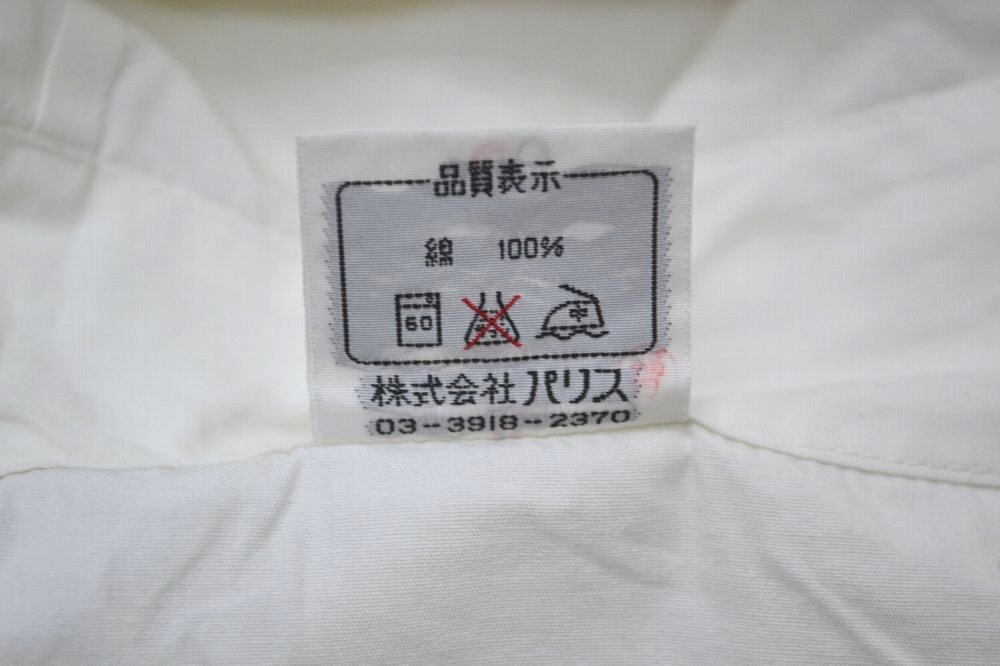 品質表示
綿 100%
60
株式会社パリス
03-3918-2370